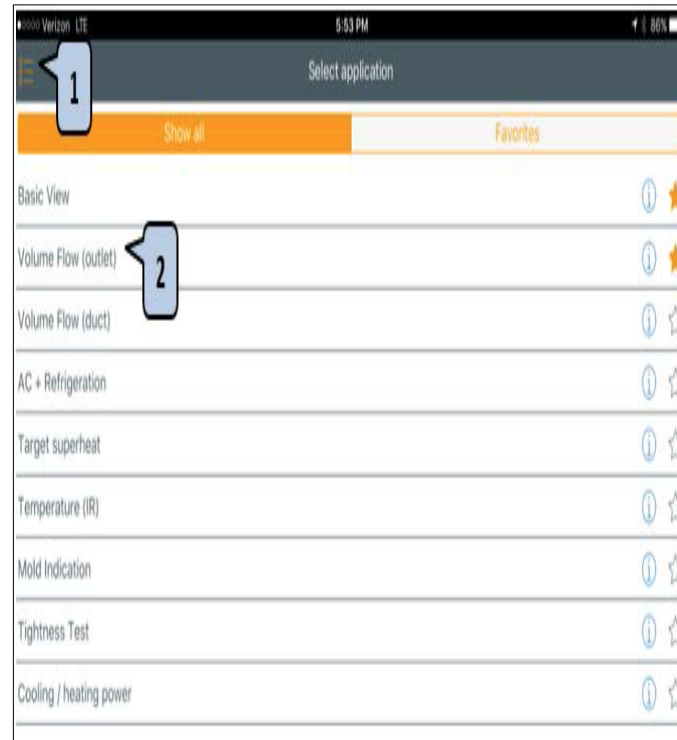 Verizon LTE 5:53 PM 86%
1
Select application
Show all Favorites
Basic View
Volume Flow (outlet)
2
Volume Flow (duct)
AC + Refrigeration
Target superheat
Temperature (IR)
Mold Indication
Tightness Test
Cooling / heating power